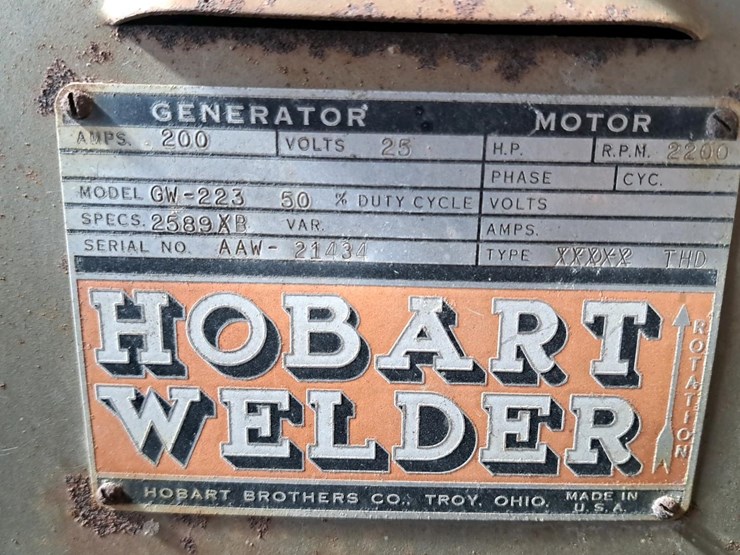 GENERATOR MOTOR
AMPS. 200 VOLTS 25 H.P. R.P.M. 2200
PHASE CYC.
MODEL GW-223 50 % DUTY CYCLE VOLTS
SPECS. 2589XB VAR. AMPS.
SERIAL NO. AAW- 21434 TYPE XXXXX THD
HOBART
WELDER
ROTATION
HOBART BROTHERS CO., TROY, OHIO. MADE IN U.S.A.